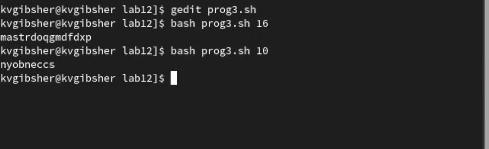 kvgibsher@kvgibsher lab12]$ gedit prog3.sh
kvgibsher@kvgibsher lab12]$ bash prog3.sh 16
mastrdoqgmdfdxp
kvgibsher@kvgibsher lab12]$ bash prog3.sh 10
nyobneccs
kvgibsher@kvgibsher lab12]$